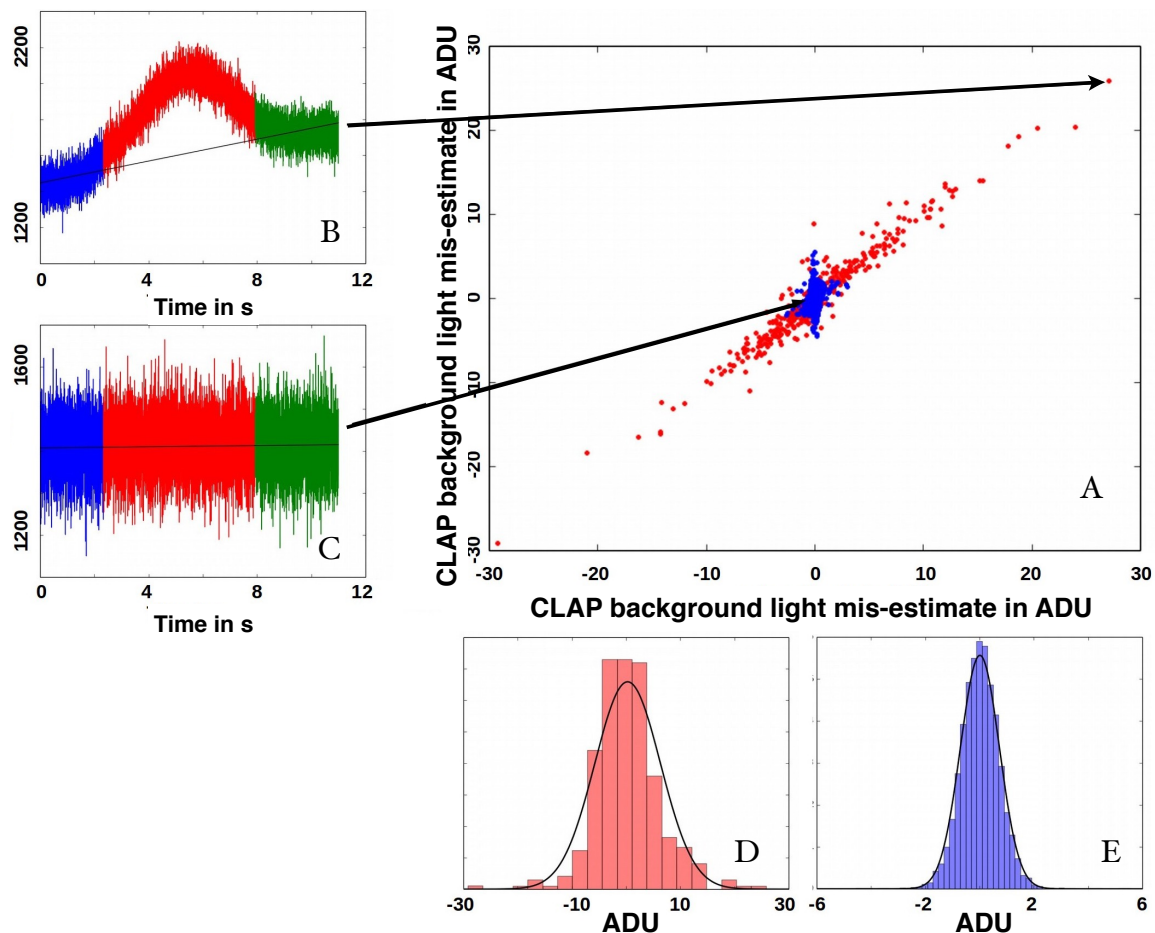 2200
1200
B
0 4 8 12
Time in s
1600
1200
C
0 4 8 12
Time in s
CLAP background light mis-estimate in ADU
30
20
10
0
-10
-20
-30
A
-30 -20 -10 0 10 20 30
CLAP background light mis-estimate in ADU
D
-30 -10 10 30
ADU
E
-6 -2 2 6
ADU